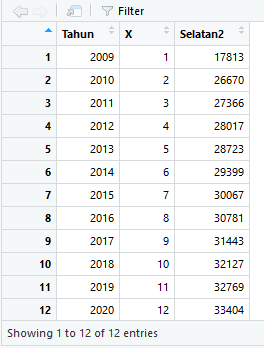 Filter
Tahun X Selatan2
1 2009 1 17813
2 2010 2 26670
3 2011 3 27366
4 2012 4 28017
5 2013 5 28723
6 2014 6 29399
7 2015 7 30067
8 2016 8 30781
9 2017 9 31443
10 2018 10 32127
11 2019 11 32769
12 2020 12 33404
Showing 1 to 12 of 12 entries